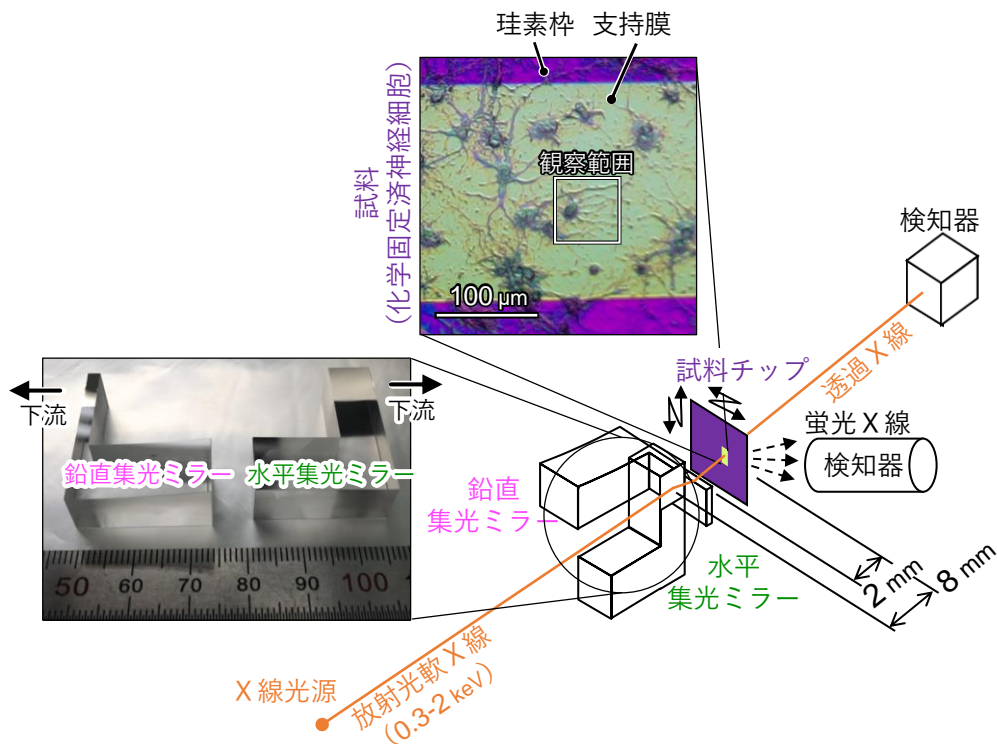 珪素枠 支持膜
試料
（化学固定済神経細胞）
観察範囲
100 µm
検知器
透過X線
試料チップ
蛍光X線
検知器
下流
下流
鉛直集光ミラー 水平集光ミラー
50 60 70 80 90 100
鉛直
集光ミラー
水平
集光ミラー
2 mm
8 mm
X線光源
放射光軟X線
（0.3-2 keV）